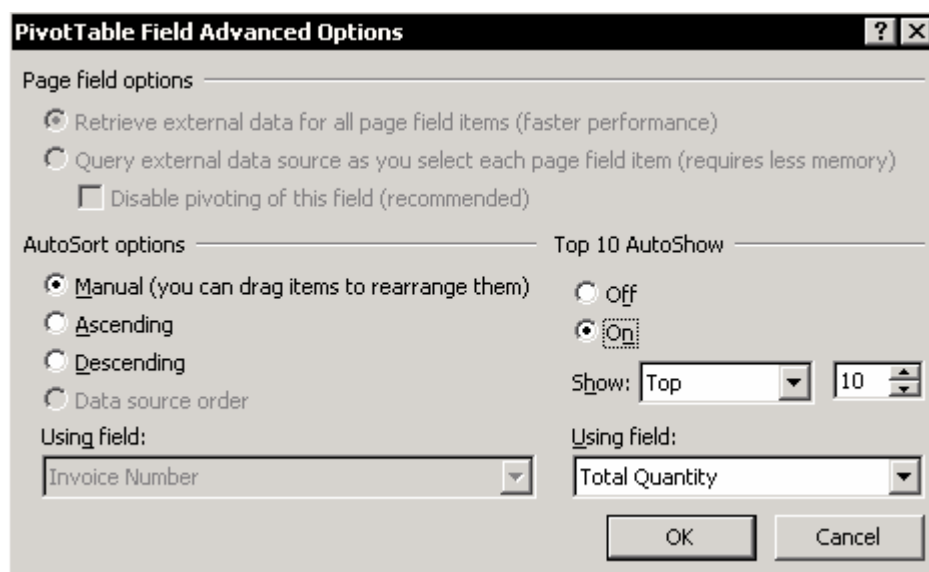 PivotTable Field Advanced Options
Page field options
Retrieve external data for all page field items (faster performance)
Query external data source as you select each page field item (requires less memory)
Disable pivoting of this field (recommended)
AutoSort options
Manual (you can drag items to rearrange them)
Ascending
Descending
Data source order
Using field:
Invoice Number
Top 10 AutoShow
Off
On
Show: Top 10
Using field:
Total Quantity
OK Cancel